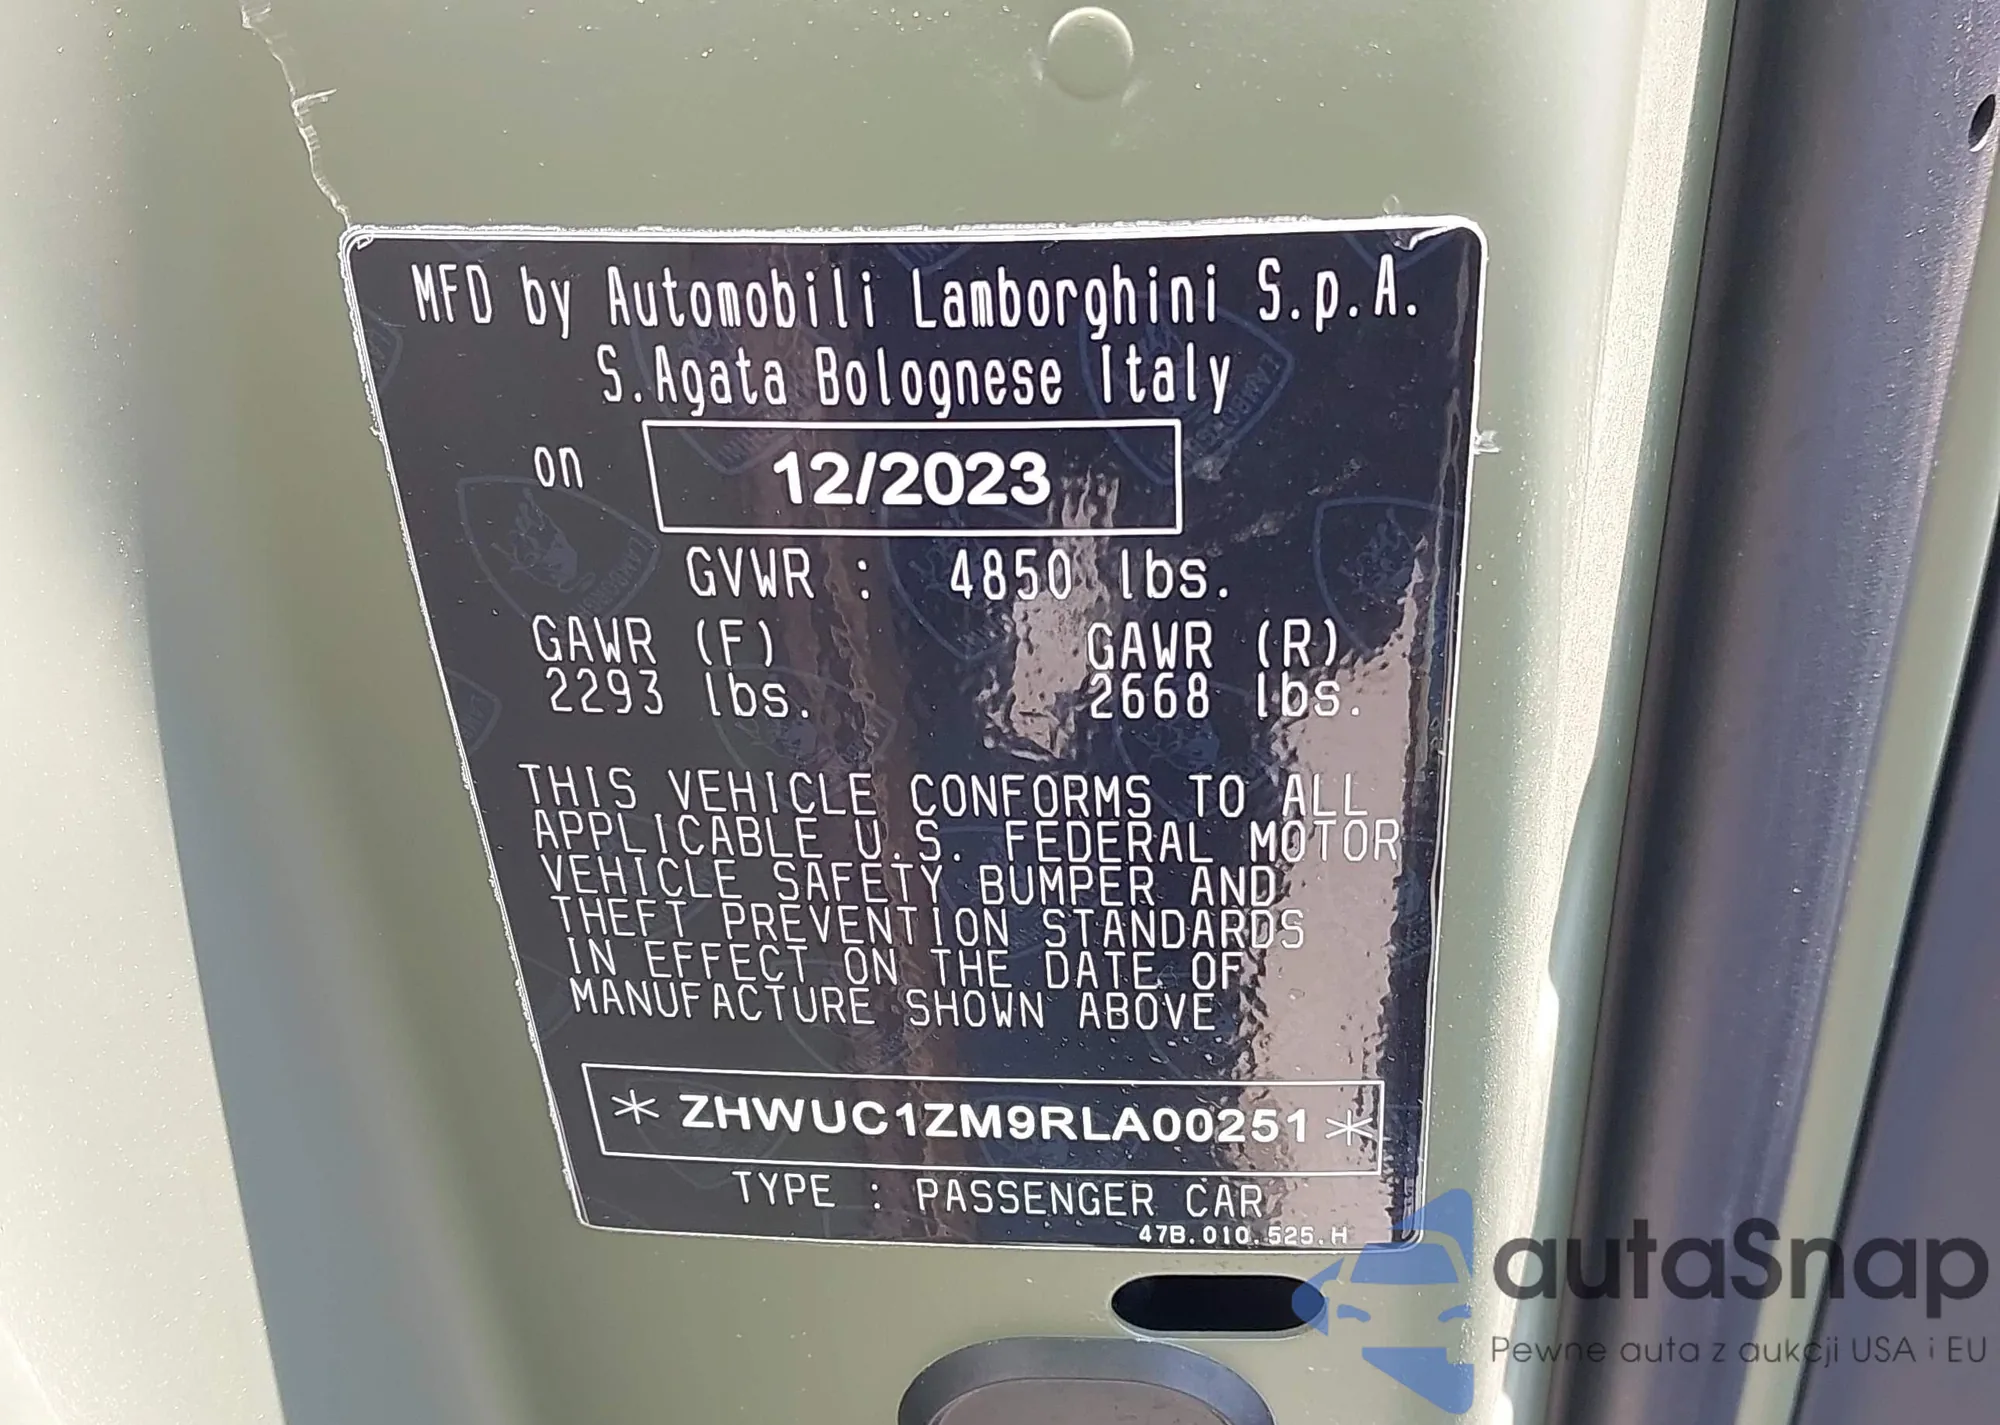 MFD by Automobili Lamborghini S.p.A.
S.Agata Bolognese Italy
on 12/2023
GVWR : 4850 lbs.
GAWR (F) GAWR (R)
2293 lbs. 2668 lbs.
THIS VEHICLE CONFORMS TO ALL
APPLICABLE U.S. FEDERAL MOTOR
VEHICLE SAFETY BUMPER AND
THEFT PREVENTION STANDARDS
IN EFFECT ON THE DATE OF
MANUFACTURE SHOWN ABOVE
* ZHWUC1ZM9RLA00251 *
TYPE : PASSENGER CAR
47B.010.525.H
autaSnap
Pewne auta z aukcji USA i EU